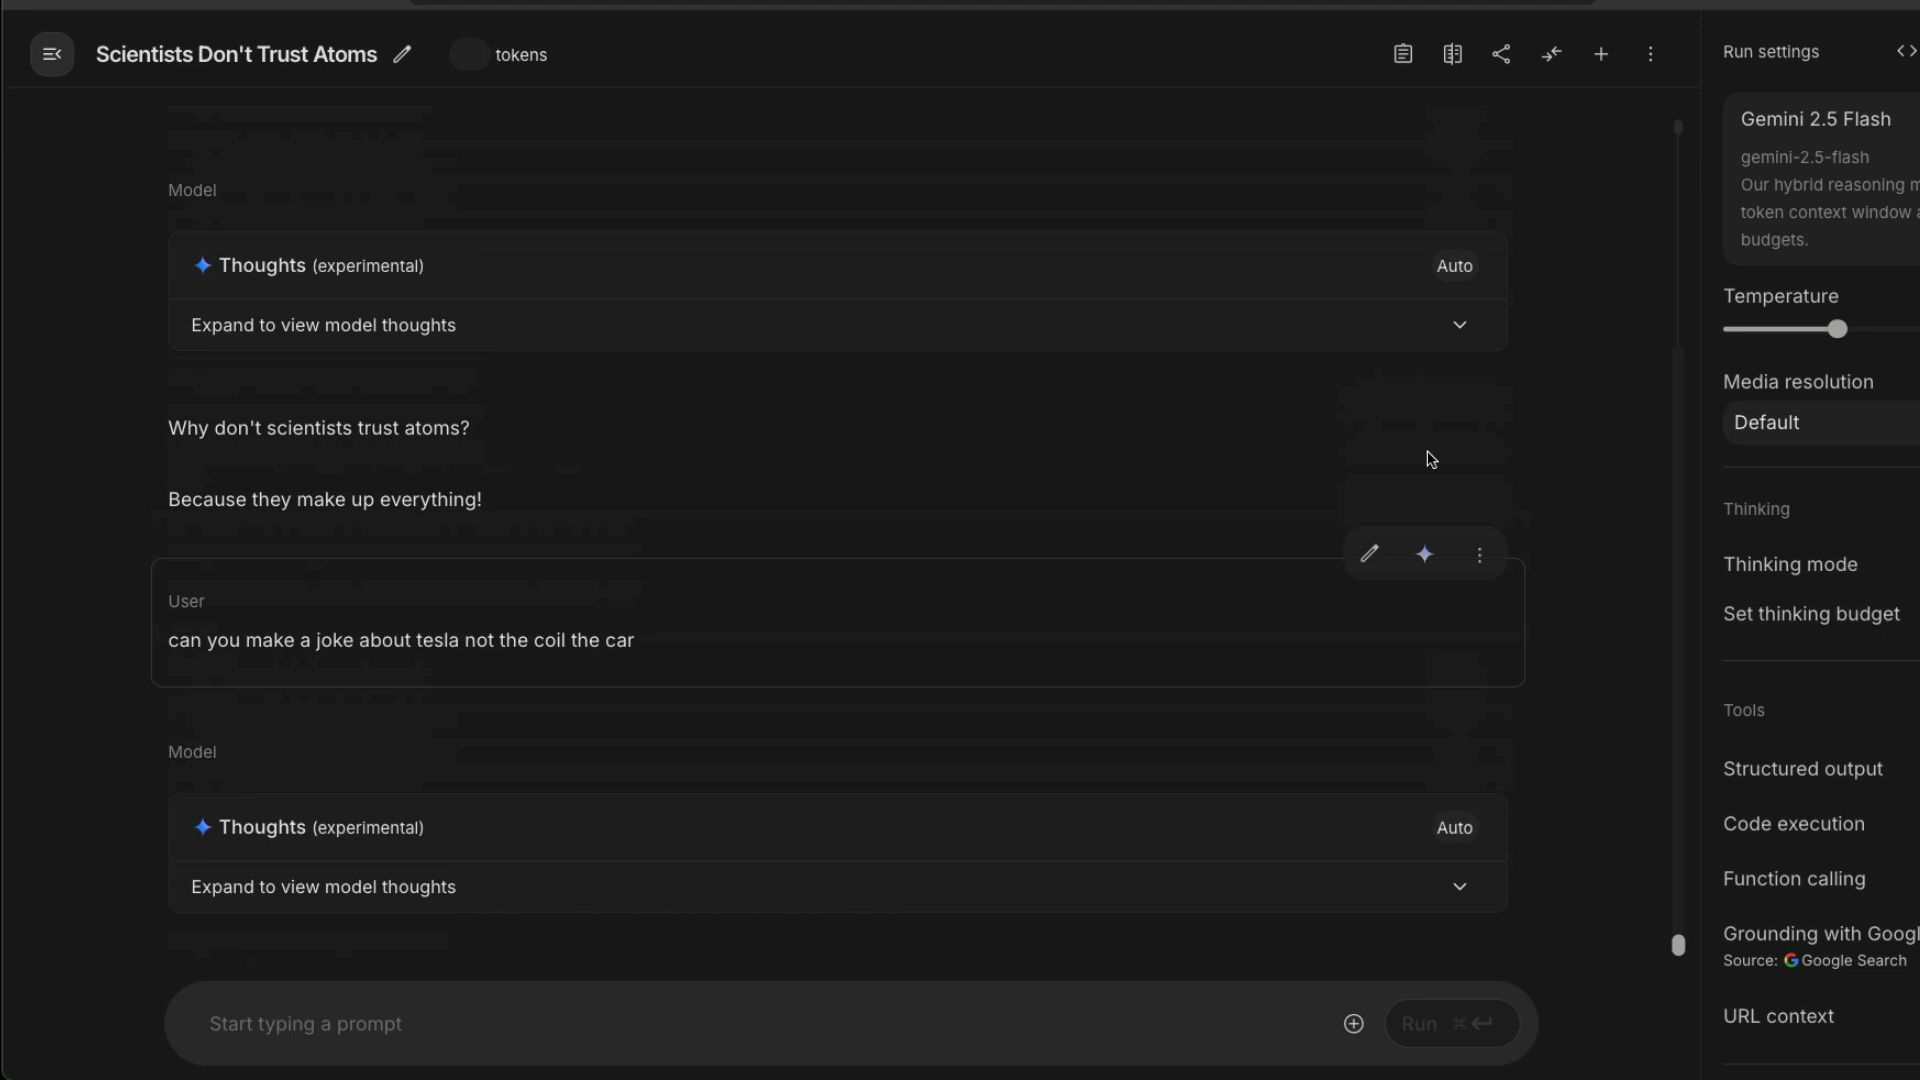 Scientists Don't Trust Atoms
tokens
Model
Thoughts (experimental)
Auto
Expand to view model thoughts
Why don't scientists trust atoms?
Because they make up everything!
User
can you make a joke about tesla not the coil the car
Model
Thoughts (experimental)
Auto
Expand to view model thoughts
Start typing a prompt
Run ⌘
Run settings
Gemini 2.5 Flash
gemini-2.5-flash
Our hybrid reasoning
token context window
budgets.
Temperature
Media resolution
Default
Thinking
Thinking mode
Set thinking budget
Tools
Structured output
Code execution
Function calling
Grounding with Googl
Source: Google Search
URL context